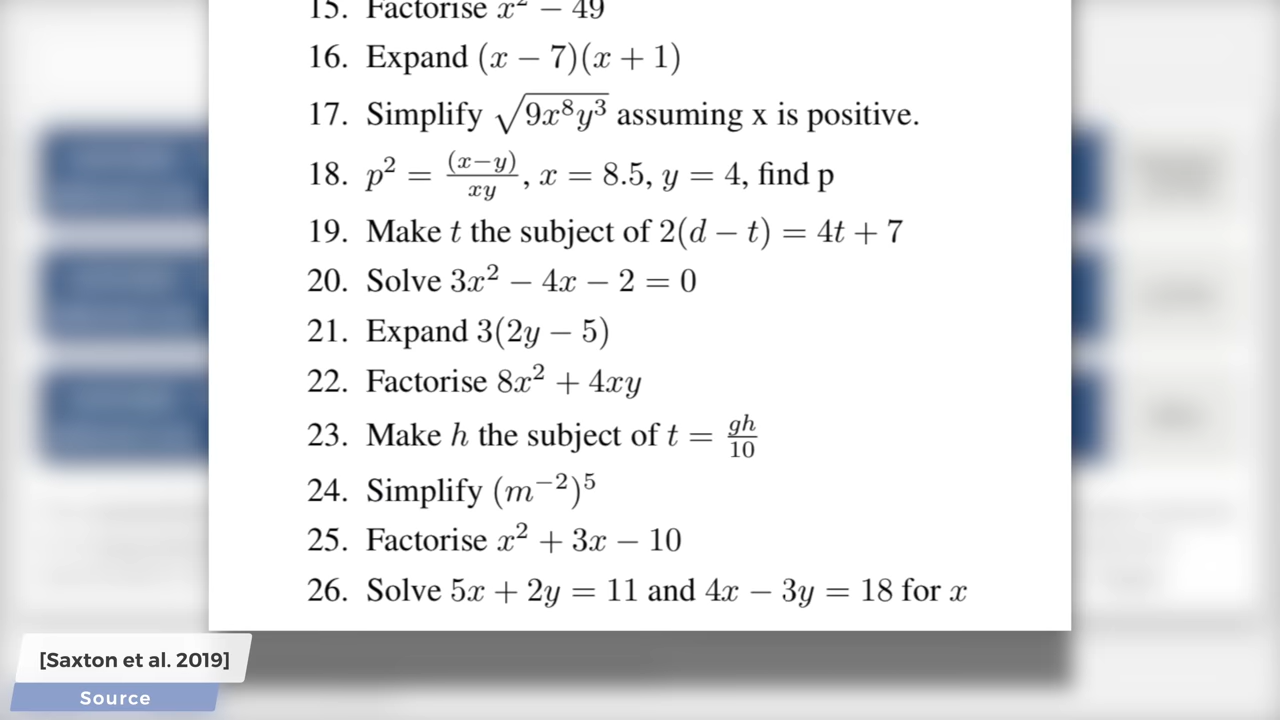 15. Factorise x² − 49
16. Expand (x − 7)(x + 1)
17. Simplify √(9x⁸y³) assuming x is positive.
18. p² = (x−y)/xy, x = 8.5, y = 4, find p
19. Make t the subject of 2(d − t) = 4t + 7
20. Solve 3x² − 4x − 2 = 0
21. Expand 3(2y − 5)
22. Factorise 8x² + 4xy
23. Make h the subject of t = gh/10
24. Simplify (m⁻²)⁵
25. Factorise x² + 3x − 10
26. Solve 5x + 2y = 11 and 4x − 3y = 18 for x
[Saxton et al. 2019]
Source